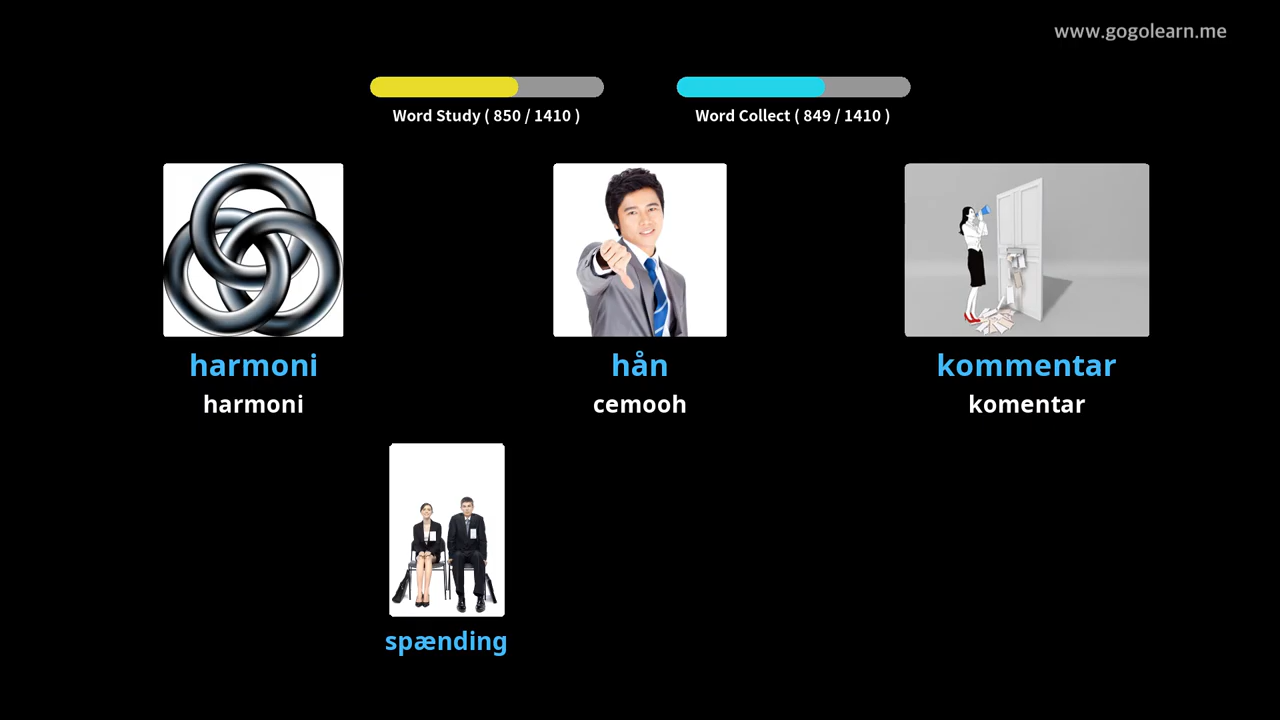 www.gogolearn.me
Word Study ( 850 / 1410 )
Word Collect ( 849 / 1410 )
harmoni
harmoni
hån
cemooh
kommentar
komentar
spænding